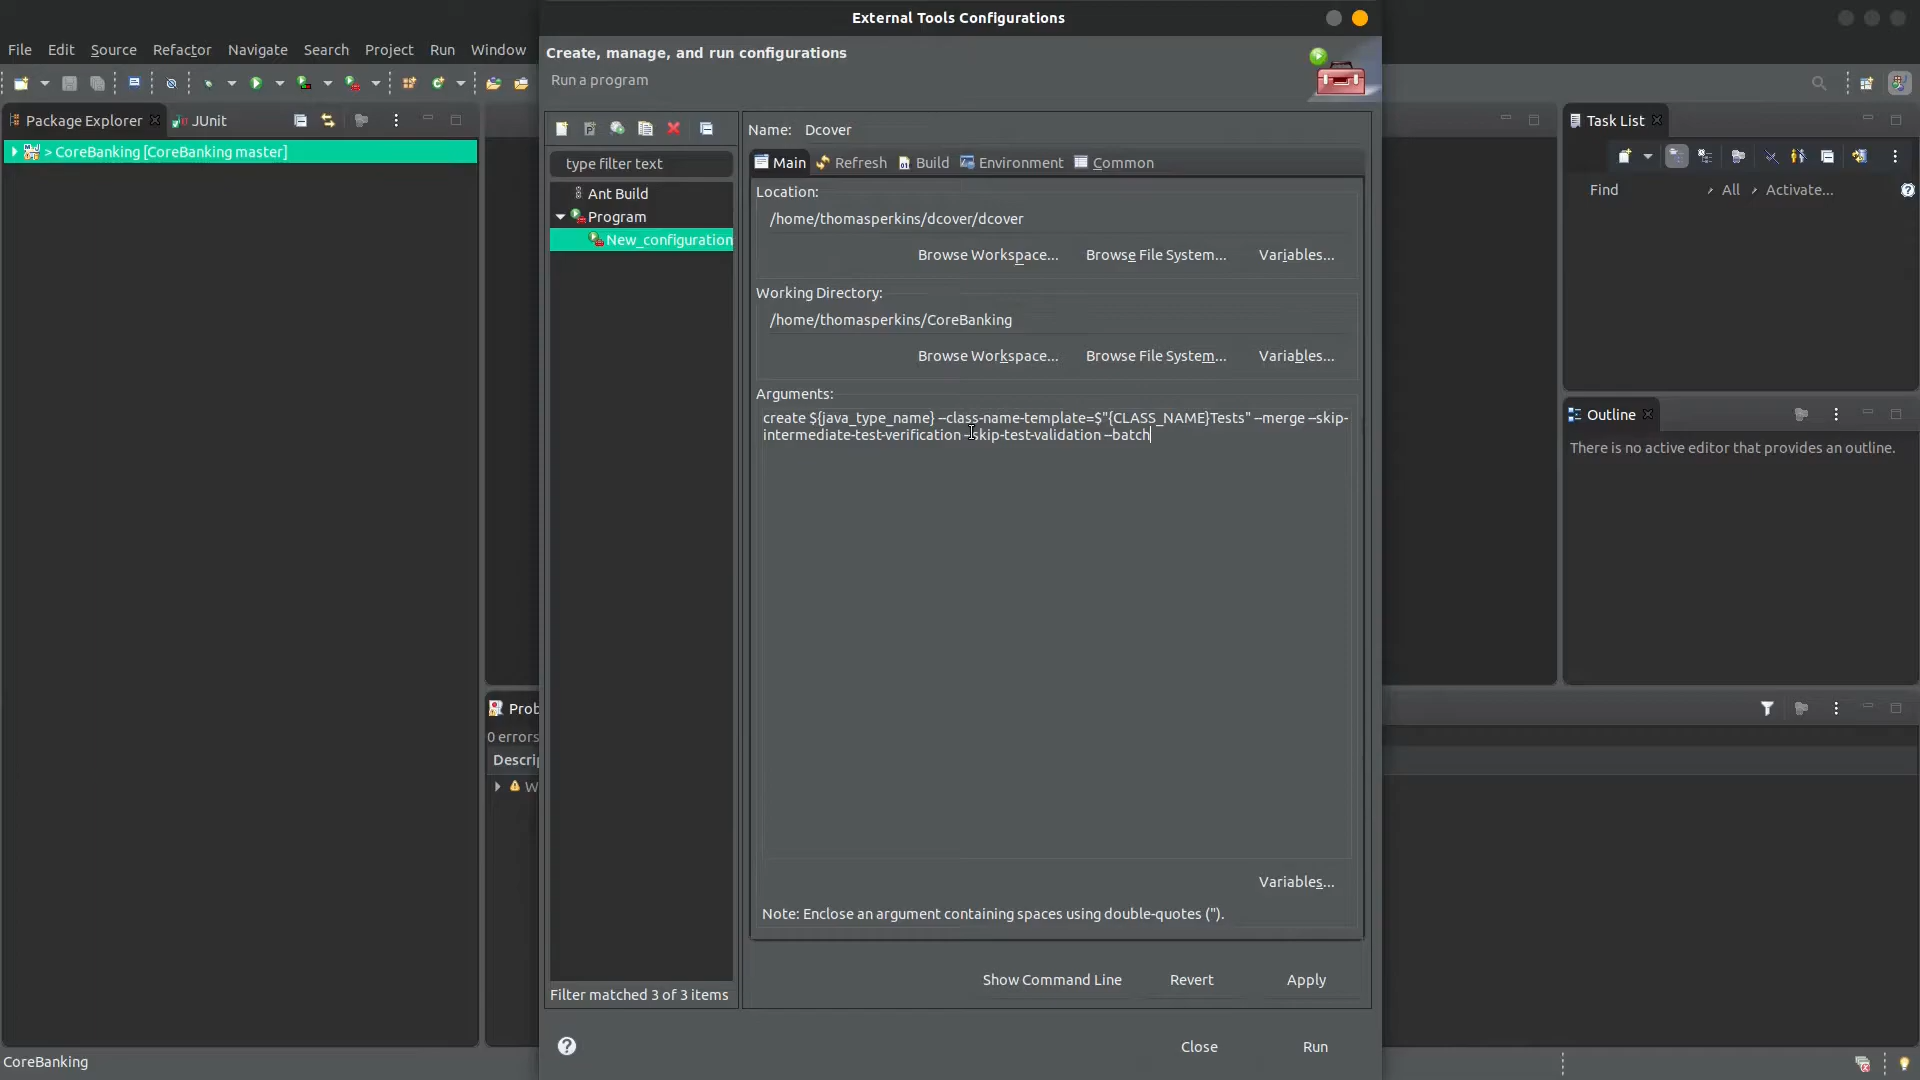 External Tools Configurations
File Edit Source Refactor Navigate Search Project Run Window
Create, manage, and run configurations
Run a program
Package Explorer JUnit
> CoreBanking [CoreBanking master]
type filter text
Ant Build
Program
New_configuration
Filter matched 3 of 3 items
Name: Dcover
Main Refresh Build Environment Common
Location:
/home/thomasperkins/dcover/dcover
Browse Workspace... Browse File System... Variables...
Working Directory:
/home/thomasperkins/CoreBanking
Browse Workspace... Browse File System... Variables...
Arguments:
create ${java_type_name} --class-name-template=$"{CLASS_NAME}Tests" --merge --skip-
intermediate-test-verification --skip-test-validation --batch
Variables...
Note: Enclose an argument containing spaces using double-quotes (").
Show Command Line Revert Apply
Close Run
Task List
Find All Activate...
Outline
There is no active editor that provides an outline.
Prob
0 errors
Descrip
W
CoreBanking